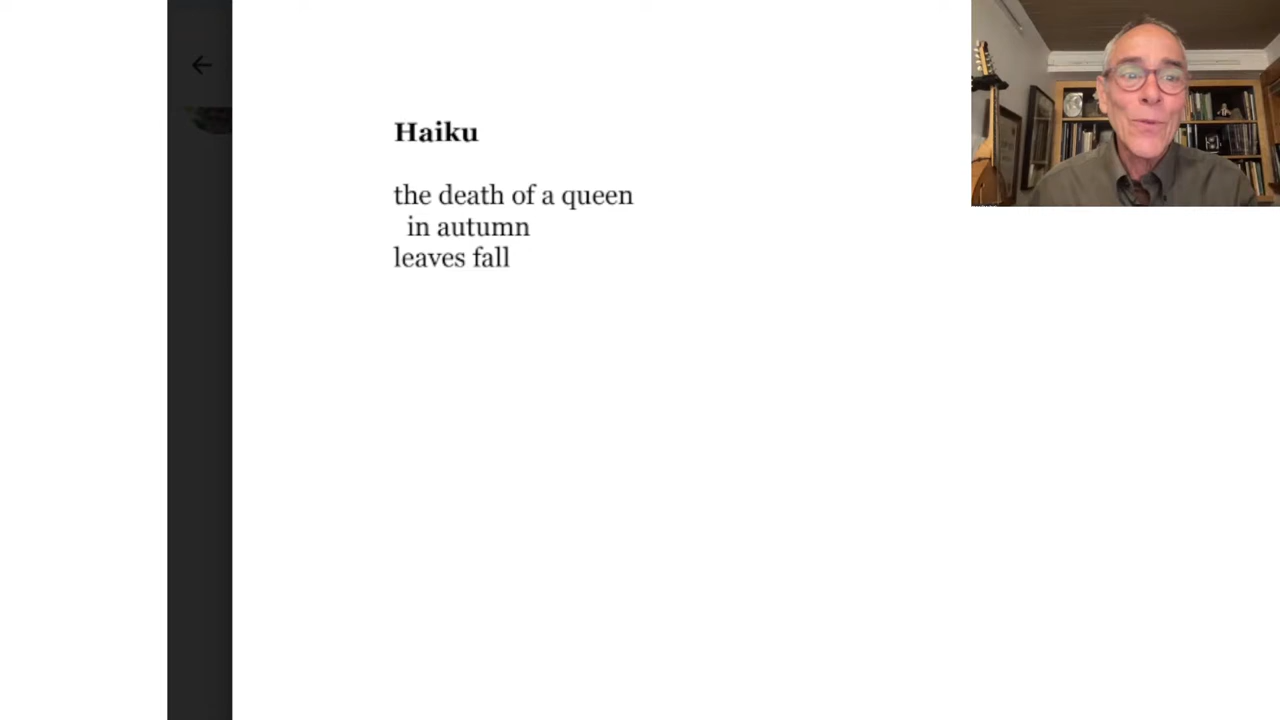 Haiku
the death of a queen
in autumn
leaves fall